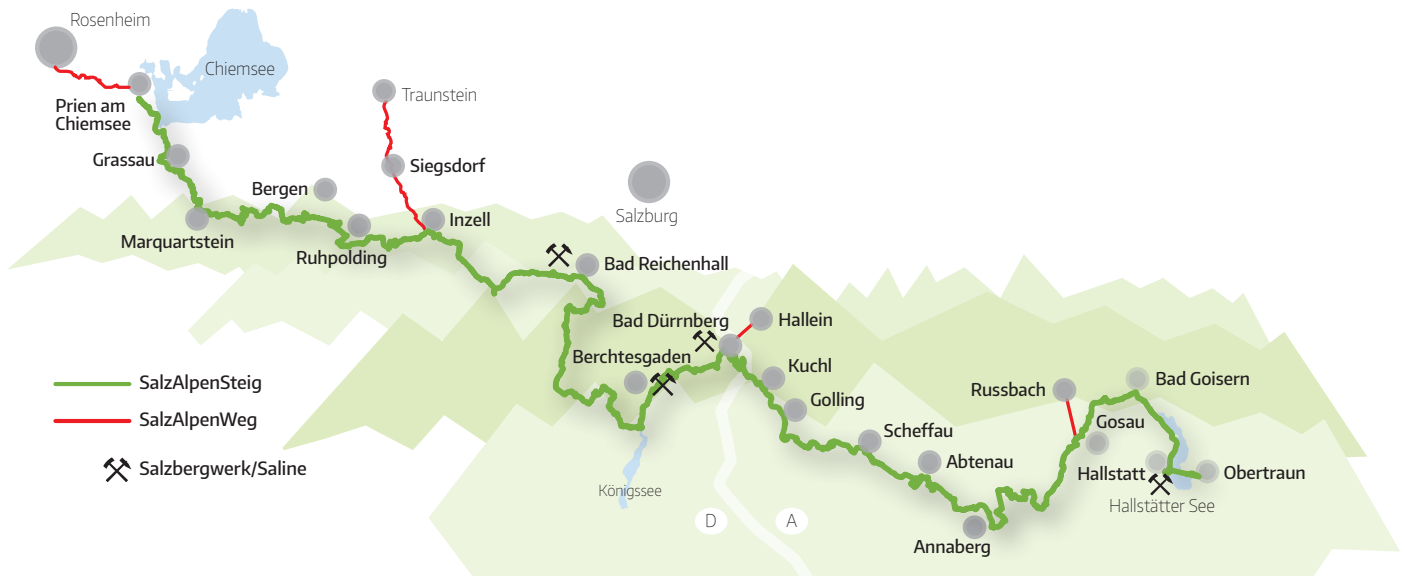 Rosenheim
Chiemsee
Prien am
Chiemsee
Traunstein
Grassau
Siegsdorf
Bergen
Salzburg
Inzell
Marquartstein
Ruhpolding
Bad Reichenhall
Bad Dürrnberg
Hallein
Berchtesgaden
Kuchl
Golling
Russbach
Bad Goisern
Gosau
Scheffau
Abtenau
Hallstatt
Obertraun
Hallstätter See
Königssee
Annaberg
D
A
SalzAlpenSteig
SalzAlpenWeg
Salzbergwerk/Saline